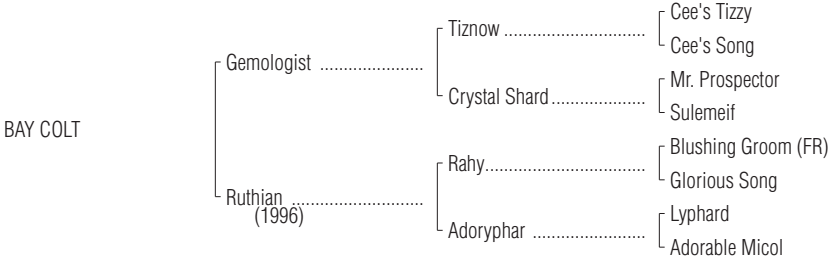 Cee's Tizzy
Tiznow ..............................
Cee's Song
Gemologist ......................
Mr. Prospector
Crystal Shard....................
Sulemeif
BAY COLT
Blushing Groom (FR)
Rahy..................................
Glorious Song
Ruthian ............................
(1996)
Lyphard
Adoryphar ........................
Adorable Micol